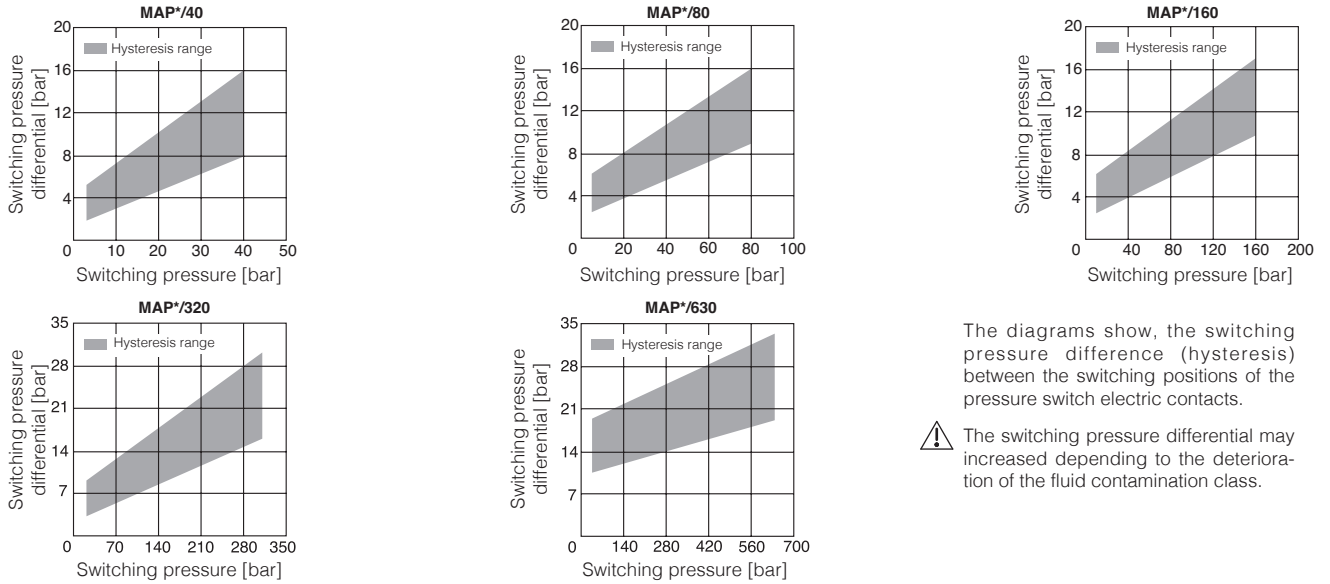 MAP*/40
20
16
12
8
4
0
10 20 30 40 50
Hysteresis range
Switching pressure
differential [bar]
Switching pressure [bar]
MAP*/80
20
16
12
8
4
0
20 40 60 80 100
Hysteresis range
Switching pressure
differential [bar]
Switching pressure [bar]
MAP*/160
20
16
12
8
4
0
40 80 120 160 200
Hysteresis range
Switching pressure
differential [bar]
Switching pressure [bar]
MAP*/320
35
28
21
14
7
0
70 140 210 280 350
Hysteresis range
Switching pressure
differential [bar]
Switching pressure [bar]
MAP*/630
35
28
21
14
7
0
140 280 420 560 700
Hysteresis range
Switching pressure
differential [bar]
Switching pressure [bar]
The diagrams show, the switching
pressure difference (hysteresis)
between the switching positions of the
pressure switch electric contacts.
The switching pressure differential may
increased depending to the deteriora-
tion of the fluid contamination class.